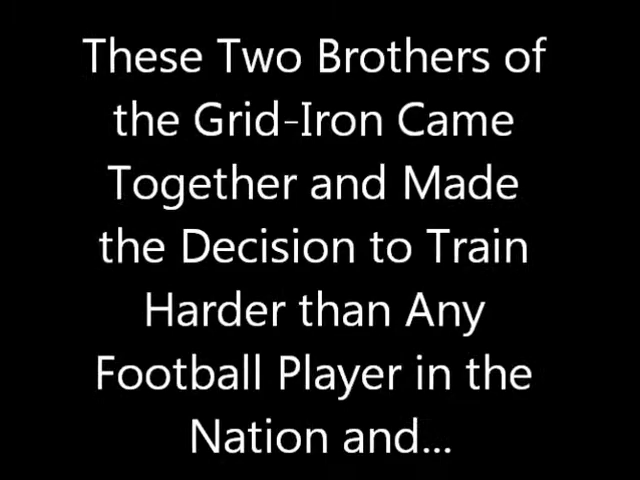 These Two Brothers of
the Grid-Iron Came
Together and Made
the Decision to Train
Harder than Any
Football Player in the
Nation and...